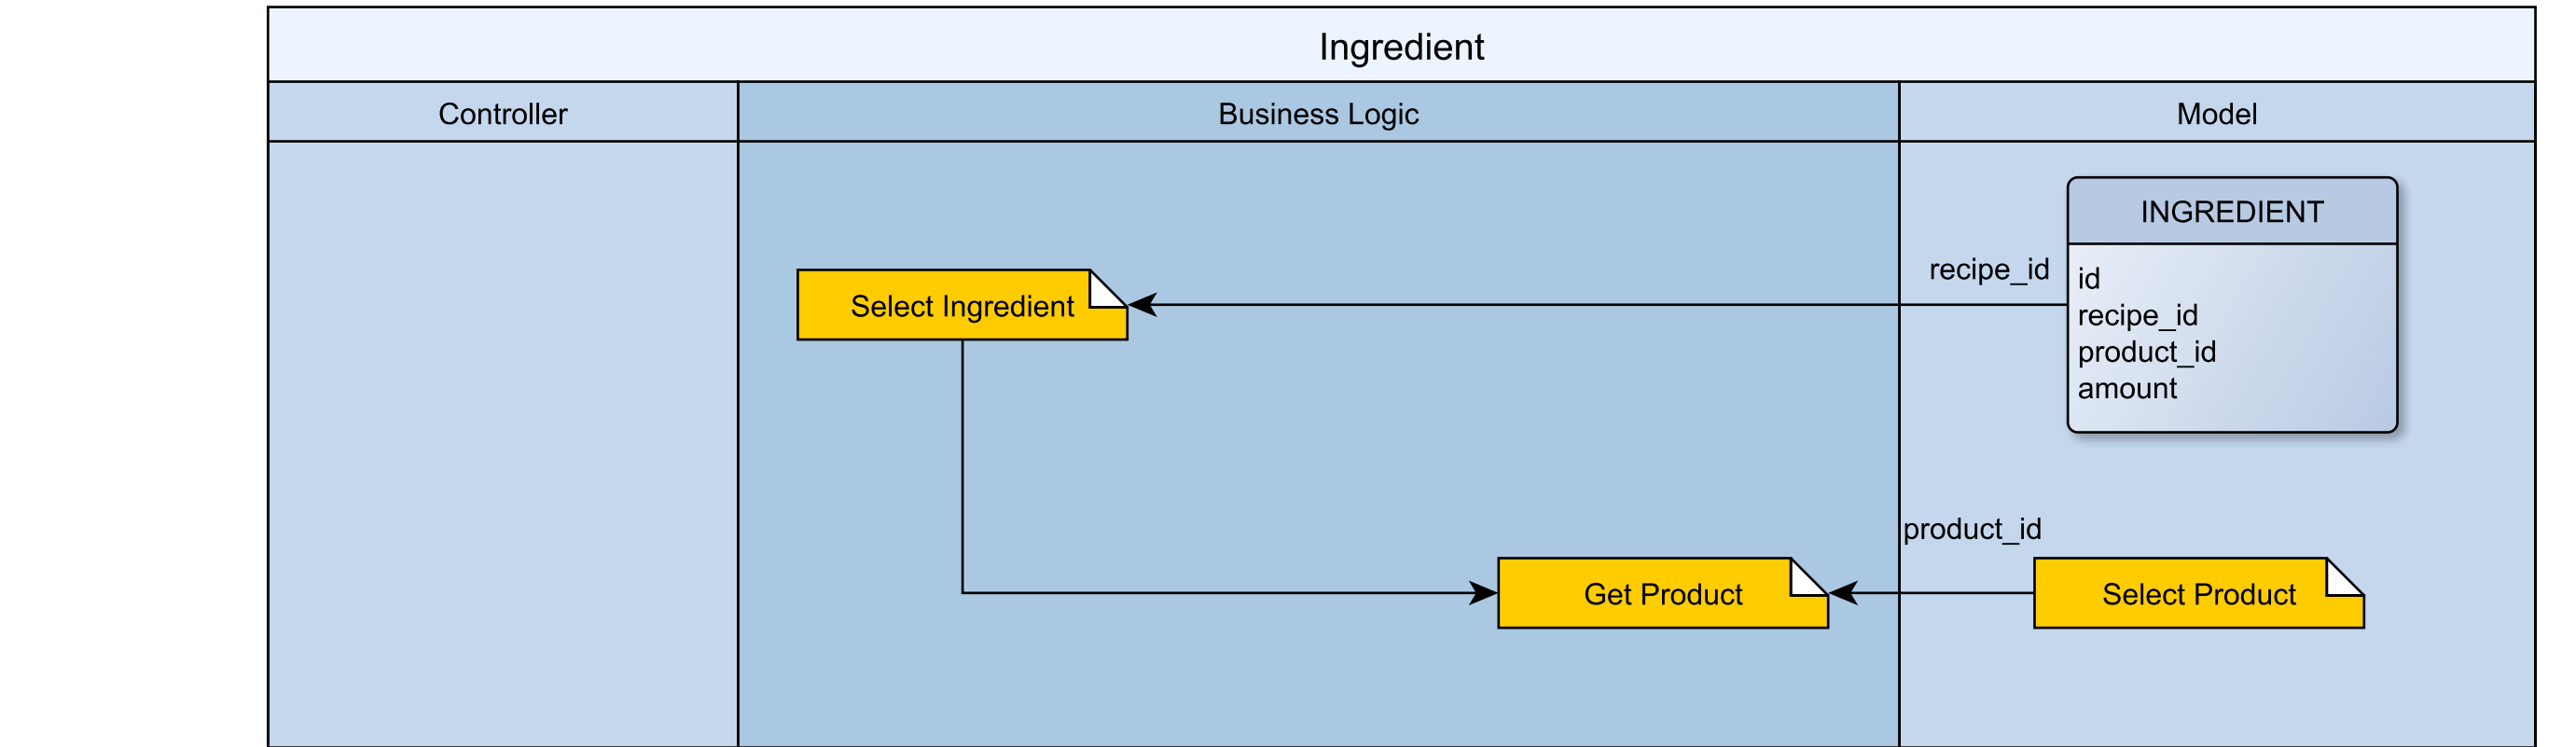 Ingredient
Controller
Business Logic
Model
INGREDIENT
recipe_id
id
recipe_id
product_id
amount
Select Ingredient
product_id
Get Product
Select Product